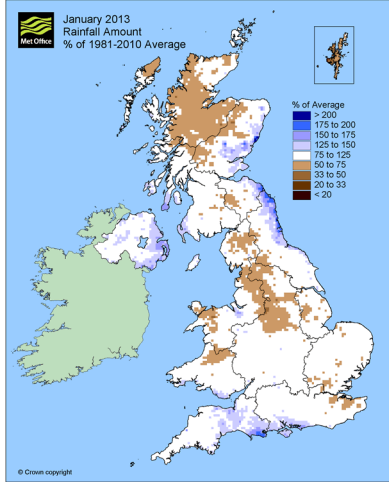 Met Office
January 2013
Rainfall Amount
% of 1981-2010 Average
% of Average
> 200
175 to 200
150 to 175
125 to 150
75 to 125
50 to 75
33 to 50
20 to 33
< 20
© Crown copyright